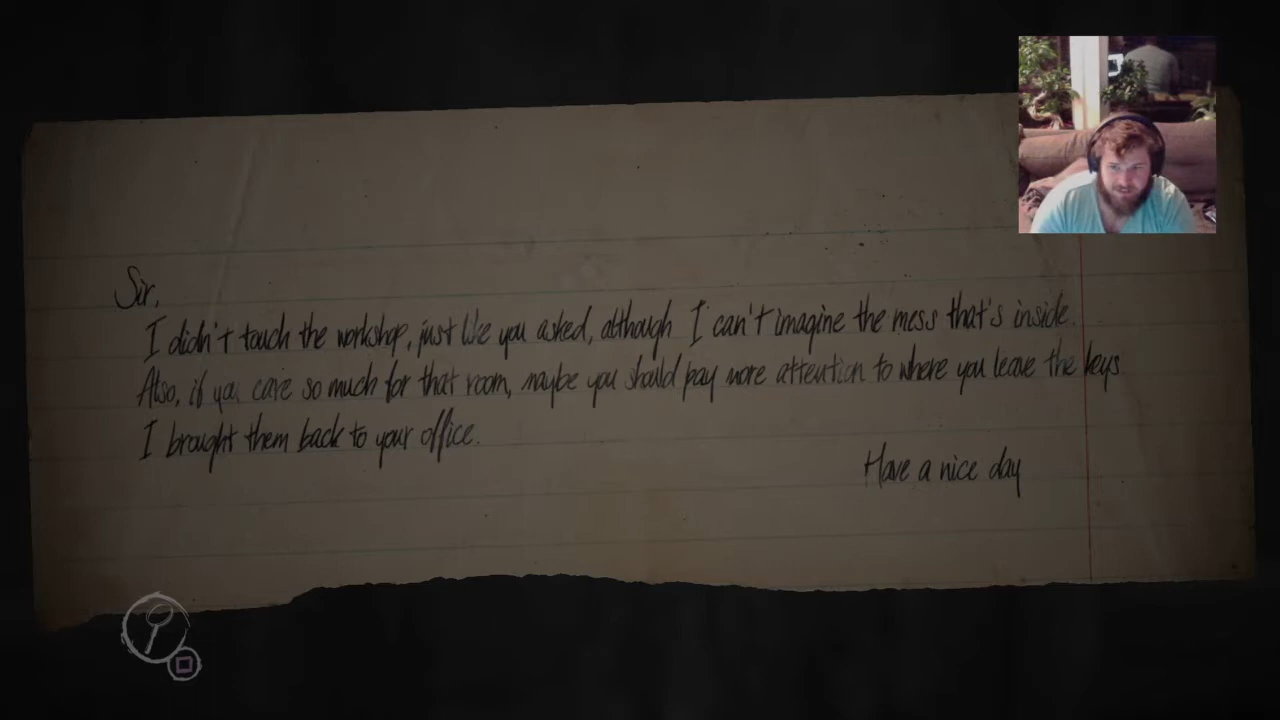 Sir,
I didn't touch the workshop, just like you asked, although I can't imagine the mess that's inside.
Also, if you care so much for that room, maybe you should pay more attention to where you leave the keys.
I brought them back to your office.
Have a nice day